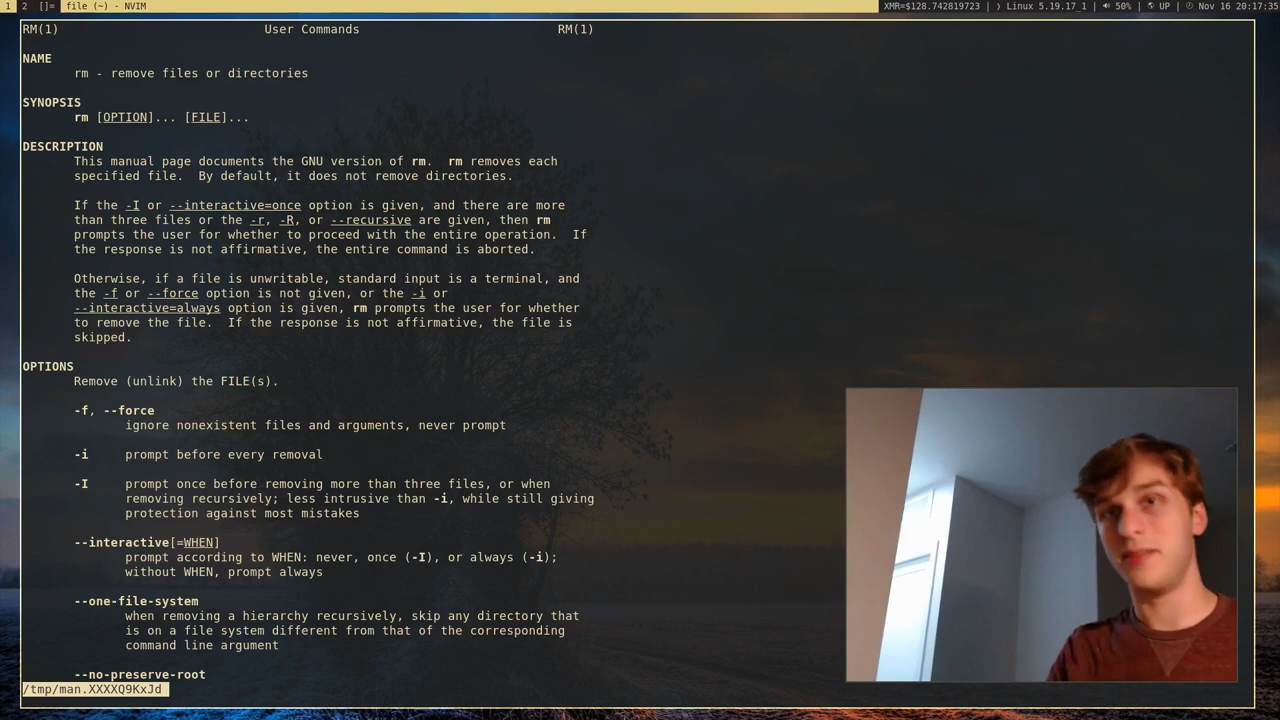 1 2 []= file (~) - NVIM XMR=$128.742819723 | 〉 Linux 5.19.17_1 | 50% | UP | Nov 16 20:17:35
RM(1) User Commands RM(1)
NAME
rm - remove files or directories
SYNOPSIS
rm [OPTION]... [FILE]...
DESCRIPTION
This manual page documents the GNU version of rm. rm removes each
specified file. By default, it does not remove directories.
If the -I or --interactive=once option is given, and there are more
than three files or the -r, -R, or --recursive are given, then rm
prompts the user for whether to proceed with the entire operation. If
the response is not affirmative, the entire command is aborted.
Otherwise, if a file is unwritable, standard input is a terminal, and
the -f or --force option is not given, or the -i or
--interactive=always option is given, rm prompts the user for whether
to remove the file. If the response is not affirmative, the file is
skipped.
OPTIONS
Remove (unlink) the FILE(s).
-f, --force
ignore nonexistent files and arguments, never prompt
-i prompt before every removal
-I prompt once before removing more than three files, or when
removing recursively; less intrusive than -i, while still giving
protection against most mistakes
--interactive[=WHEN]
prompt according to WHEN: never, once (-I), or always (-i);
without WHEN, prompt always
--one-file-system
when removing a hierarchy recursively, skip any directory that
is on a file system different from that of the corresponding
command line argument
--no-preserve-root
/tmp/man.XXXXQ9KxJd